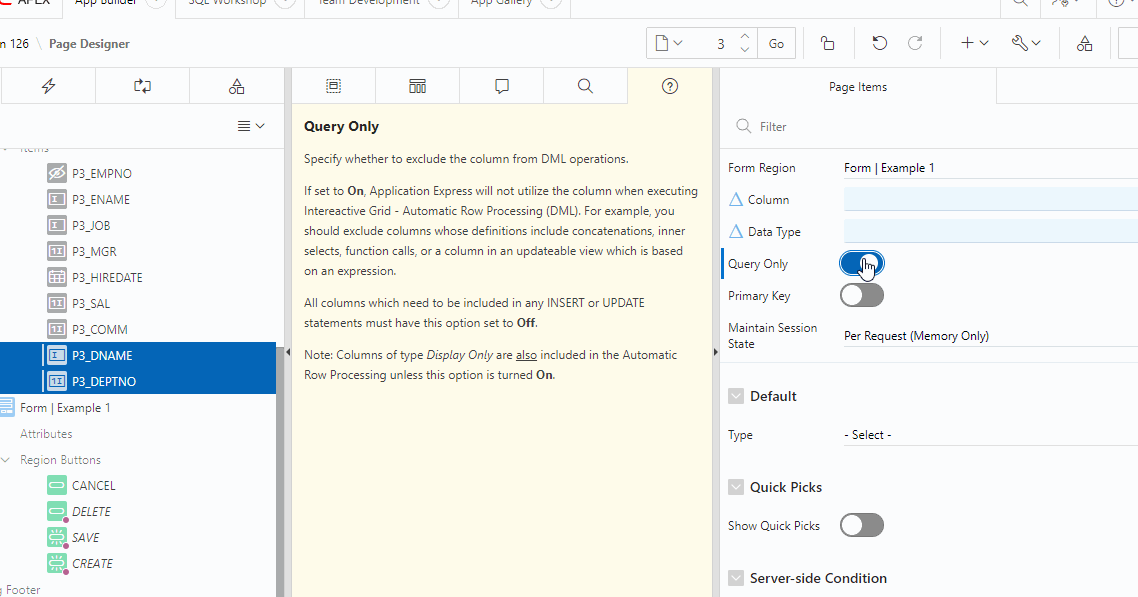 APEX App Builder SQL Workshop Team Development App Gallery
n 126 \ Page Designer
3 Go
Page Items
Filter
Items
P3_EMPNO
P3_ENAME
P3_JOB
P3_MGR
P3_HIREDATE
P3_SAL
P3_COMM
P3_DNAME
P3_DEPTNO
Form | Example 1
Attributes
Region Buttons
CANCEL
DELETE
SAVE
CREATE
g Footer
Query Only
Specify whether to exclude the column from DML operations.
If set to On, Application Express will not utilize the column when executing
Intereactive Grid - Automatic Row Processing (DML). For example, you
should exclude columns whose definitions include concatenations, inner
selects, function calls, or a column in an updateable view which is based
on an expression.
All columns which need to be included in any INSERT or UPDATE
statements must have this option set to Off.
Note: Columns of type Display Only are also included in the Automatic
Row Processing unless this option is turned On.
Form Region Form | Example 1
Column
Data Type
Query Only
Primary Key
Maintain Session
State
Per Request (Memory Only)
Default
Type - Select -
Quick Picks
Show Quick Picks
Server-side Condition